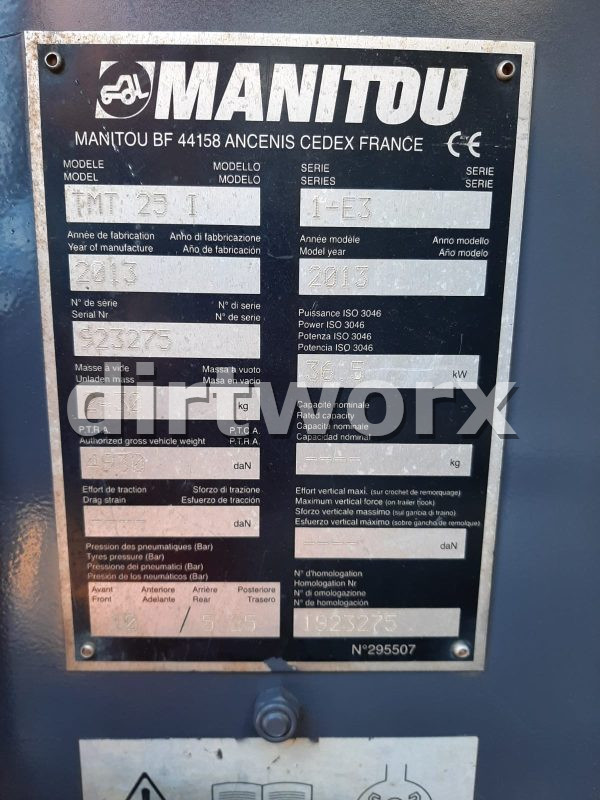 MANITOU
MANITOU BF 44158 ANCENIS CEDEX FRANCE CE
MODELE MODELLO
MODEL MODELO
TMT 25 I
SERIE SERIE
SERIES SERIE
1-E3
Année de fabrication Anno di fabbricazione
Year of manufacture Año de fabricación
2013
Année modèle Anno modello
Model year Año modelo
2013
N° de série N° di serie
Serial Nr N° de serie
923275
Puissance ISO 3046
Power ISO 3046
Potenza ISO 3046
Potencia ISO 3046
36.5 kW
Masse à vide Massa a vuoto
Unladen mass Masa en vacio
kg
Capacité nominale
Rated capacity
Capacità nominale
Capacidad nominal
---- kg
dirtworx
P.T.R.A. P.T.C.A.
Authorized gross vehicle weight P.T.R.A.
4930 daN
Effort de traction Sforzo di trazione
Drag strain Esfuerzo de tracción
---- daN
Effort vertical maxi. (sur crochet de remorquage)
Maximum vertical force (on trailer hook)
Sforzo verticale massimo (sul gancia di traino)
Esfuerzo vertical máximo (sobre gancho de remolque)
---- daN
Pression des pneumatiques (Bar)
Tyres pressure (Bar)
Pressione dei pneumatici (Bar)
Presión de los neumáticos (Bar)
Avant Anteriore Arrière Posteriore
Front Adelante Rear Trasero
10 /
N° d'homologation
Homologation Nr
N° di omologazione
N° de homologación
1923275
N°295507